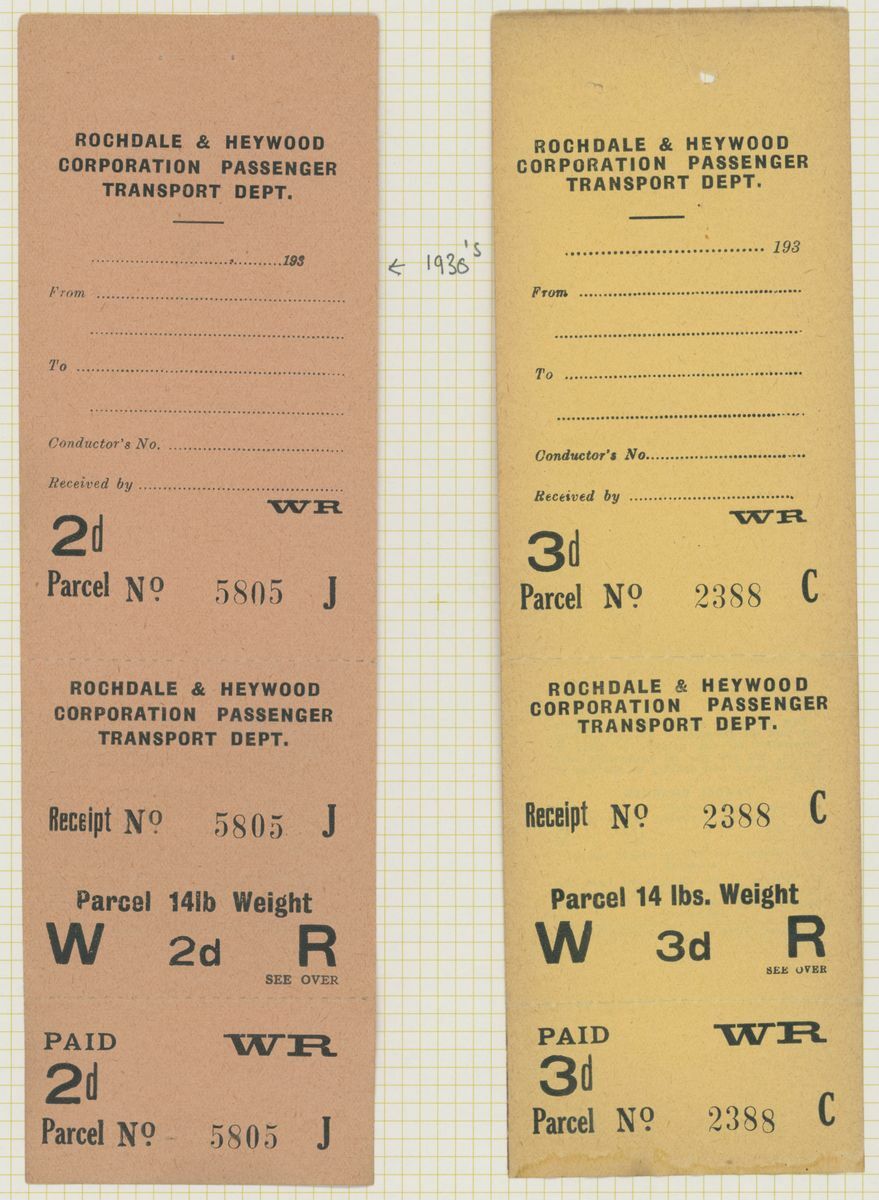 ROCHDALE & HEYWOOD
CORPORATION PASSENGER
TRANSPORT DEPT.
193
From
To
Conductor's No.
Received by
WR
2d
Parcel No 5805 J
ROCHDALE & HEYWOOD
CORPORATION PASSENGER
TRANSPORT DEPT.
Receipt No 5805 J
Parcel 14lb Weight
W 2d R
SEE OVER
PAID WR
2d
Parcel No 5805 J
← 1930's
ROCHDALE & HEYWOOD
CORPORATION PASSENGER
TRANSPORT DEPT.
193
From
To
Conductor's No.
Received by
WR
3d
Parcel No 2388 C
ROCHDALE & HEYWOOD
CORPORATION PASSENGER
TRANSPORT DEPT.
Receipt No 2388 C
Parcel 14 lbs. Weight
W 3d R
SEE OVER
PAID WR
3d
Parcel No 2388 C